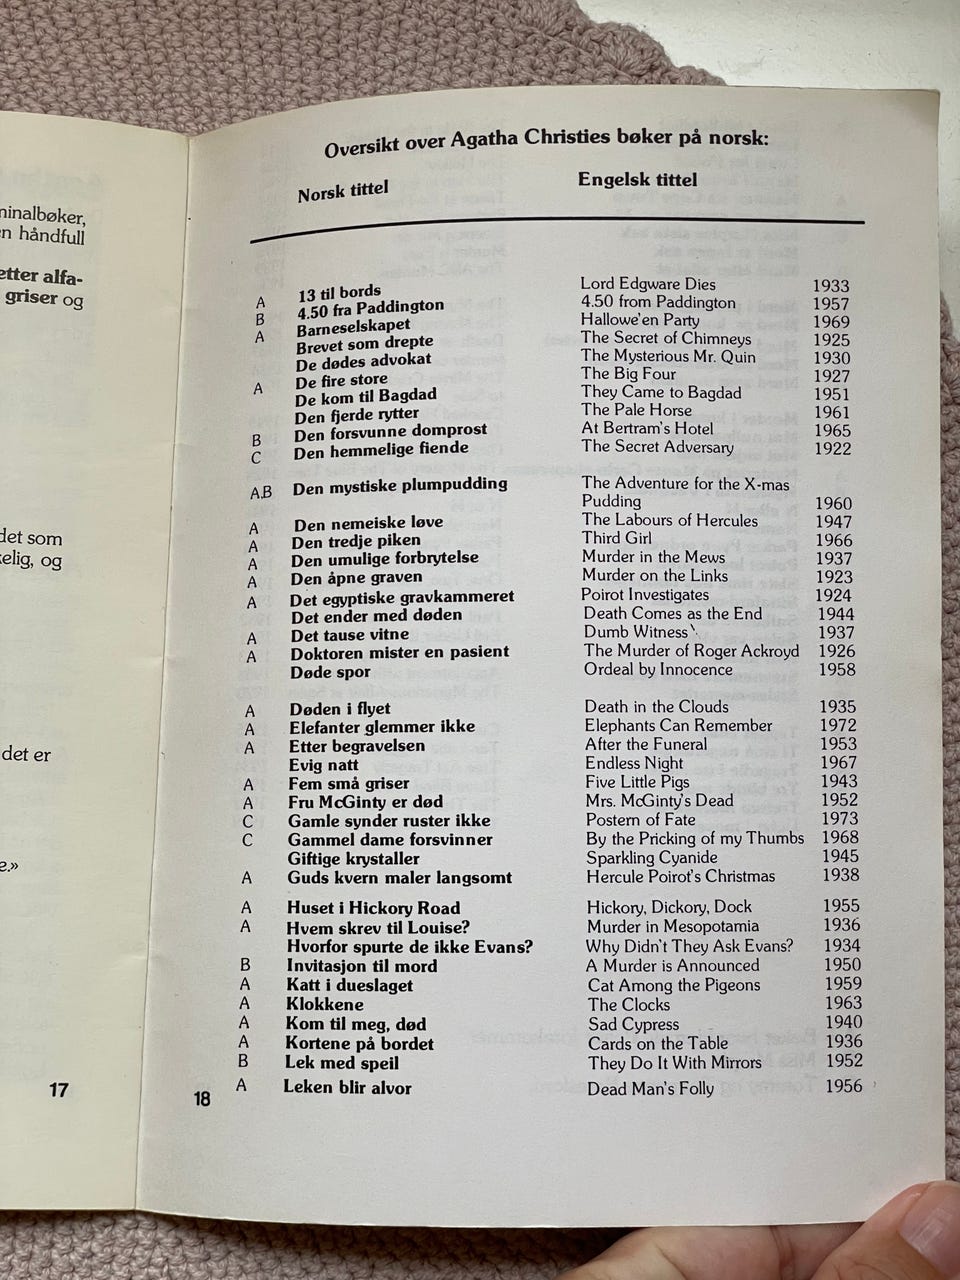 minalbøker,
en håndfull
etter alfa-
griser og
det som
kelig, og
det er
e.»
17
Oversikt over Agatha Christies bøker på norsk:
Norsk tittel Engelsk tittel
A 13 til bords Lord Edgware Dies 1933
B 4.50 fra Paddington 4.50 from Paddington 1957
A Barneselskapet Hallowe'en Party 1969
Brevet som drepte The Secret of Chimneys 1925
De dødes advokat The Mysterious Mr. Quin 1930
A De fire store The Big Four 1927
De kom til Bagdad They Came to Bagdad 1951
Den fjerde rytter The Pale Horse 1961
B Den forsvunne domprost At Bertram's Hotel 1965
C Den hemmelige fiende The Secret Adversary 1922
A,B Den mystiske plumpudding The Adventure for the X-mas
Pudding 1960
A Den nemeiske løve The Labours of Hercules 1947
A Den tredje piken Third Girl 1966
A Den umulige forbrytelse Murder in the Mews 1937
A Den åpne graven Murder on the Links 1923
A Det egyptiske gravkammeret Poirot Investigates 1924
Det ender med døden Death Comes as the End 1944
A Det tause vitne Dumb Witness 1937
A Doktoren mister en pasient The Murder of Roger Ackroyd 1926
Døde spor Ordeal by Innocence 1958
A Døden i flyet Death in the Clouds 1935
A Elefanter glemmer ikke Elephants Can Remember 1972
A Etter begravelsen After the Funeral 1953
Evig natt Endless Night 1967
A Fem små griser Five Little Pigs 1943
A Fru McGinty er død Mrs. McGinty's Dead 1952
C Gamle synder ruster ikke Postern of Fate 1973
C Gammel dame forsvinner By the Pricking of my Thumbs 1968
Giftige krystaller Sparkling Cyanide 1945
A Guds kvern maler langsomt Hercule Poirot's Christmas 1938
A Huset i Hickory Road Hickory, Dickory, Dock 1955
A Hvem skrev til Louise? Murder in Mesopotamia 1936
Hvorfor spurte de ikke Evans? Why Didn't They Ask Evans? 1934
B Invitasjon til mord A Murder is Announced 1950
A Katt i dueslaget Cat Among the Pigeons 1959
A Klokkene The Clocks 1963
A Kom til meg, død Sad Cypress 1940
A Kortene på bordet Cards on the Table 1936
B Lek med speil They Do It With Mirrors 1952
A Leken blir alvor Dead Man's Folly 1956
18